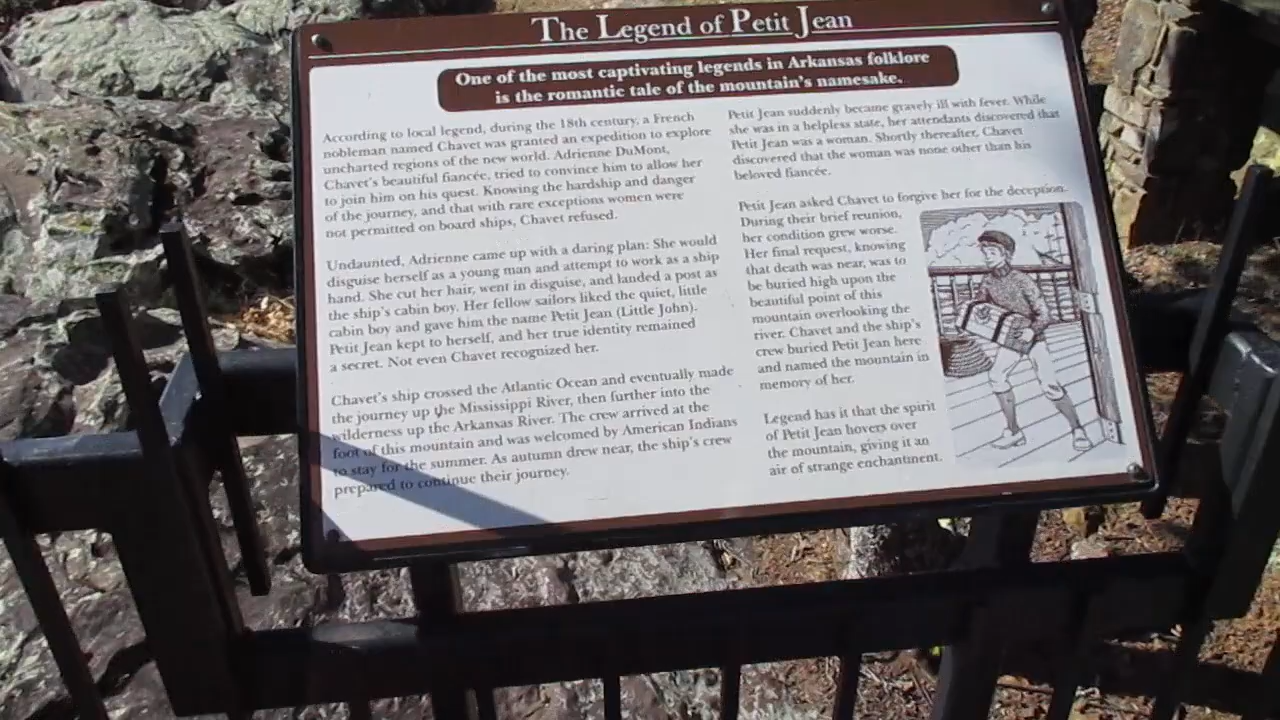 The Legend of Petit Jean
One of the most captivating legends in Arkansas folklore
is the romantic tale of the mountain's namesake.
According to local legend, during the 18th century, a French
nobleman named Chavet was granted an expedition to explore
uncharted regions of the new world. Adrienne DuMont,
Chavet's beautiful fiancée, tried to convince him to allow her
to join him on his quest. Knowing the hardship and danger
of the journey, and that with rare exceptions women were
not permitted on board ships, Chavet refused.
Undaunted, Adrienne came up with a daring plan: She would
disguise herself as a young man and attempt to work as a ship
hand. She cut her hair, went in disguise, and landed a post as
the ship's cabin boy. Her fellow sailors liked the quiet, little
cabin boy and gave him the name Petit Jean (Little John).
Petit Jean kept to herself, and her true identity remained
a secret. Not even Chavet recognized her.
Chavet's ship crossed the Atlantic Ocean and eventually made
the journey up the Mississippi River, then further into the
wilderness up the Arkansas River. The crew arrived at the
foot of this mountain and was welcomed by American Indians
to stay for the summer. As autumn drew near, the ship's crew
prepared to continue their journey.
Petit Jean suddenly became gravely ill with fever. While
she was in a helpless state, her attendants discovered that
Petit Jean was a woman. Shortly thereafter, Chavet
discovered that the woman was none other than his
beloved fiancée.
Petit Jean asked Chavet to forgive her for the deception.
During their brief reunion,
her condition grew worse.
Her final request, knowing
that death was near, was to
be buried high upon the
beautiful point of this
mountain overlooking the
river. Chavet and the ship's
crew buried Petit Jean here
and named the mountain in
memory of her.
Legend has it that the spirit
of Petit Jean hovers over
the mountain, giving it an
air of strange enchantment.